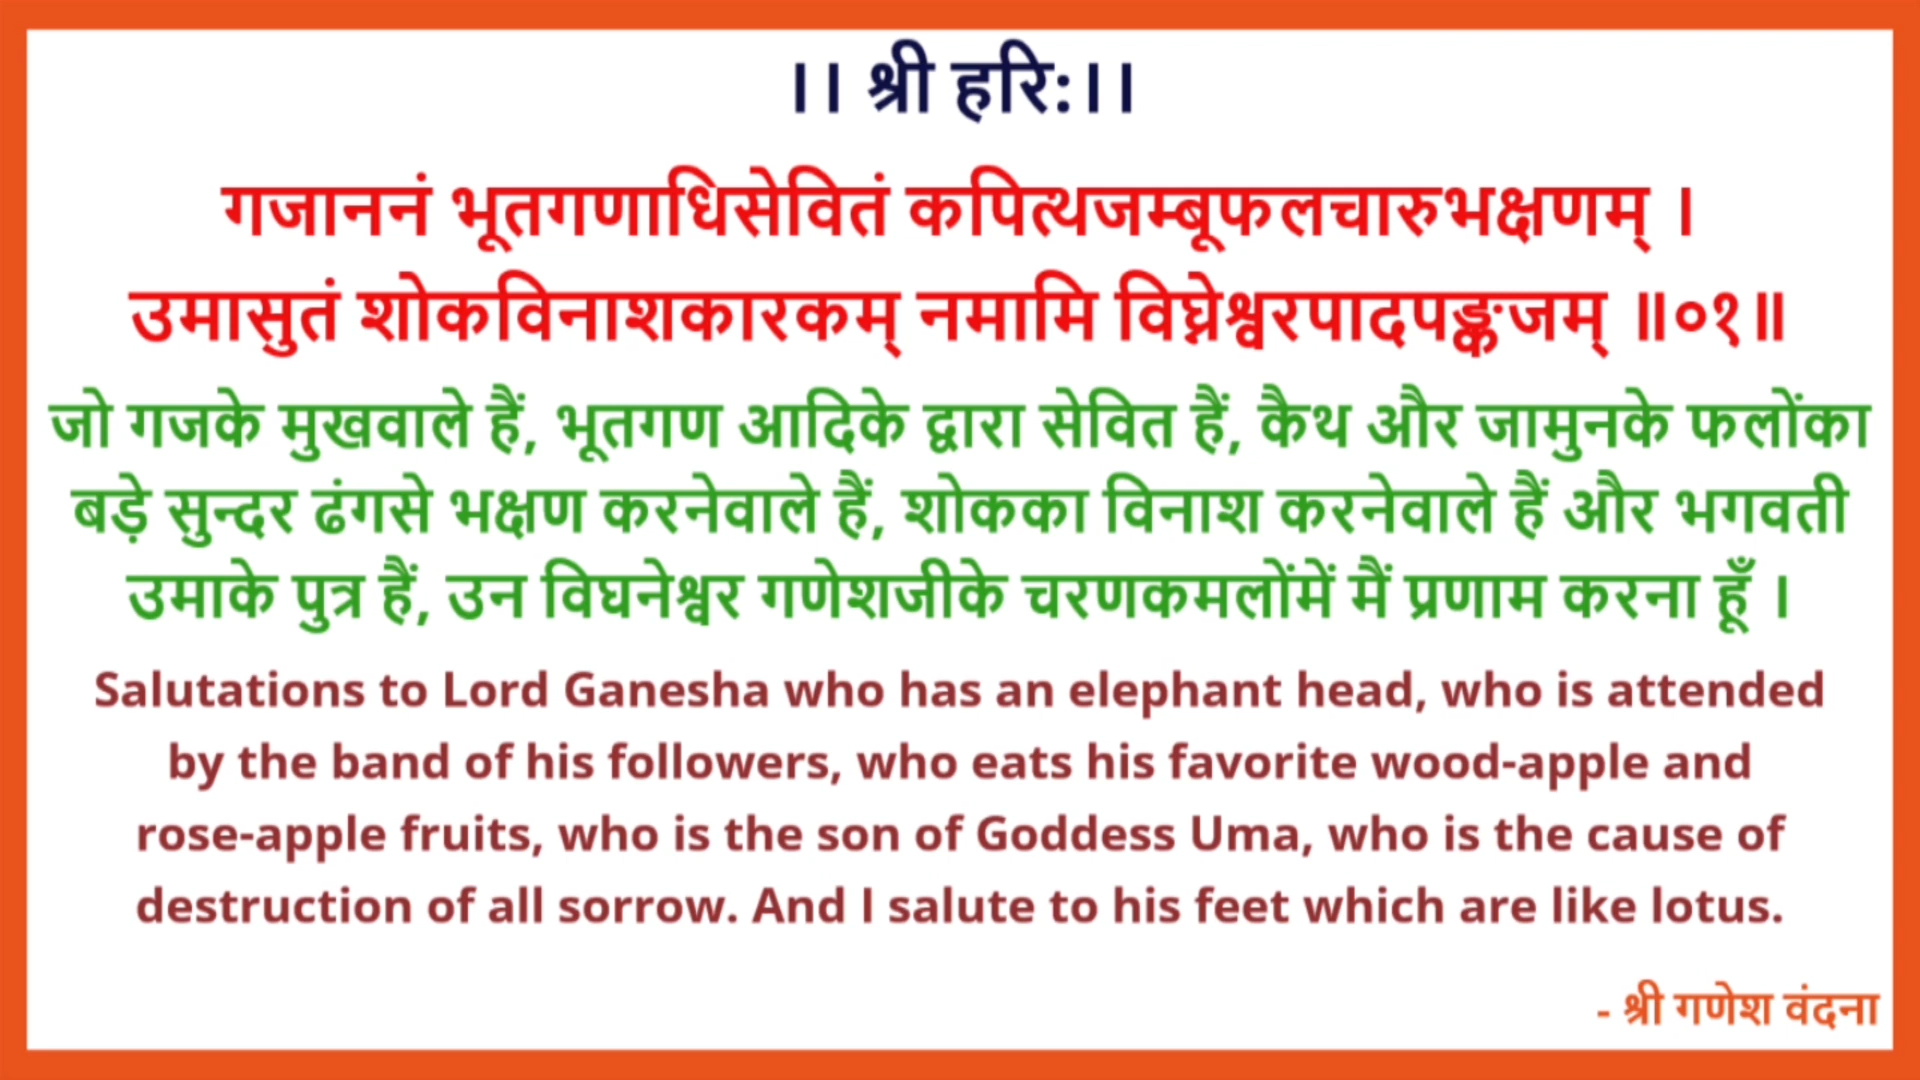 ।। श्री हरि:।।
गजाननं भूतगणाधिसेवितं कपित्थजम्बूफलचारुभक्षणम् ।
उमासुतं शोकविनाशकारकम् नमामि विघ्नेश्वरपादपङ्कजम् ॥०१॥
जो गजके मुखवाले हैं, भूतगण आदिके द्वारा सेवित हैं, कैथ और जामुनके फलोंका
बड़े सुन्दर ढंगसे भक्षण करनेवाले हैं, शोकका विनाश करनेवाले हैं और भगवती
उमाके पुत्र हैं, उन विघनेश्वर गणेशजीके चरणकमलोंमें मैं प्रणाम करना हूँ ।
Salutations to Lord Ganesha who has an elephant head, who is attended
by the band of his followers, who eats his favorite wood-apple and
rose-apple fruits, who is the son of Goddess Uma, who is the cause of
destruction of all sorrow. And I salute to his feet which are like lotus.
- श्री गणेश वंदना